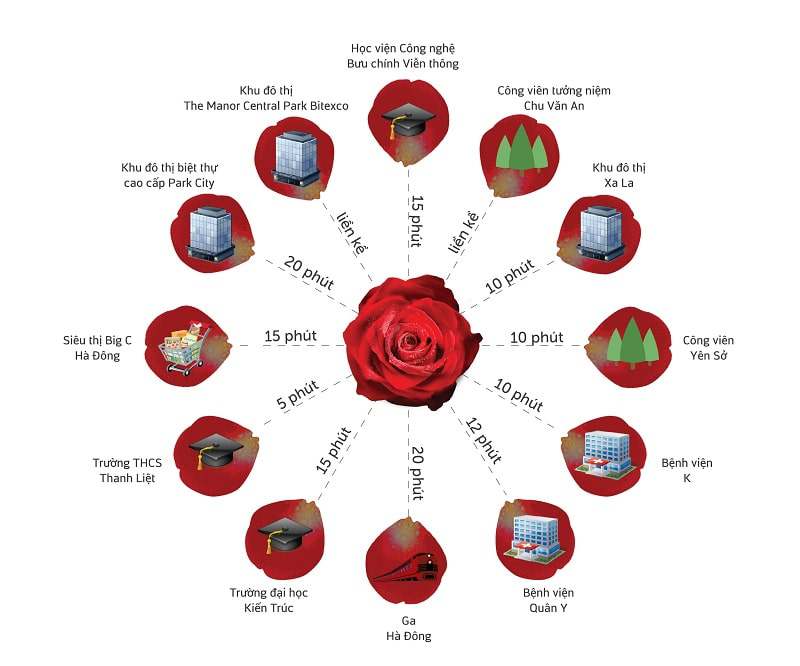 Học viện Công nghệ
Bưu chính Viễn thông
Khu đô thị
The Manor Central Park Bitexco
Công viên tưởng niệm
Chu Văn An
Khu đô thị biệt thự
cao cấp Park City
Khu đô thị
Xa La
liền kề
15 phút
liền kề
20 phút
10 phút
Siêu thị Big C
Hà Đông
15 phút
10 phút
Công viên
Yên Sở
5 phút
10 phút
Trường THCS
Thanh Liệt
15 phút
20 phút
12 phút
Bệnh viện
K
Trường đại học
Kiến Trúc
Ga
Hà Đông
Bệnh viện
Quân Y